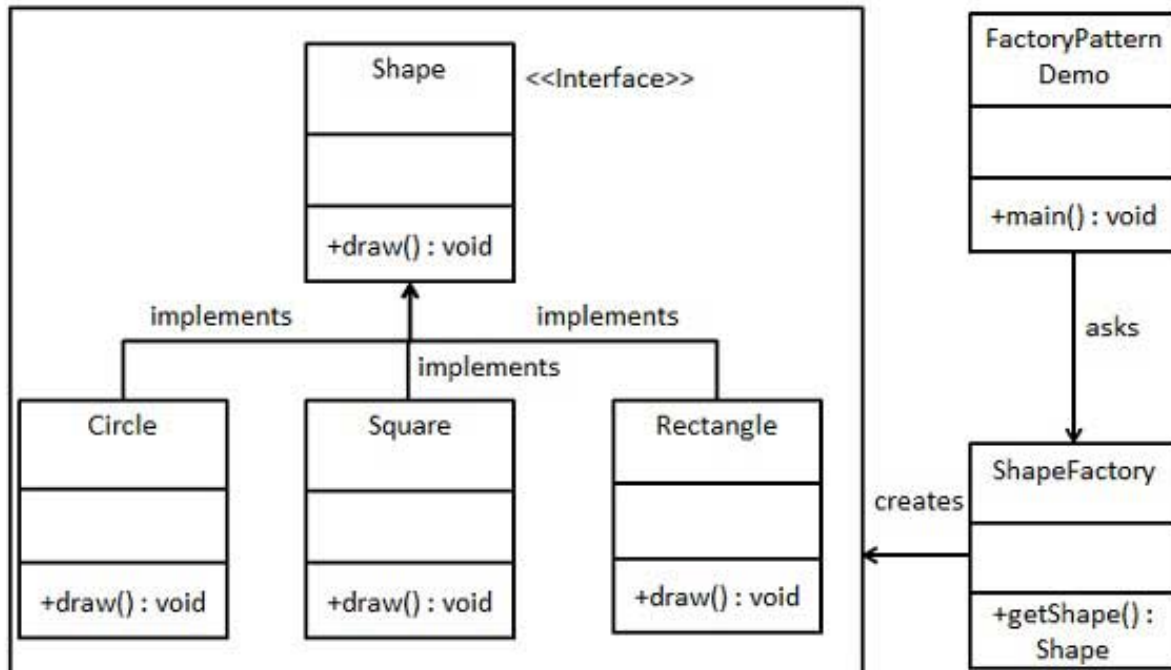 Shape
<<Interface>>
+draw() : void
implements
implements
implements
Circle
+draw() : void
Square
+draw() : void
Rectangle
+draw() : void
FactoryPattern
Demo
+main() : void
asks
ShapeFactory
creates
+getShape() :
Shape